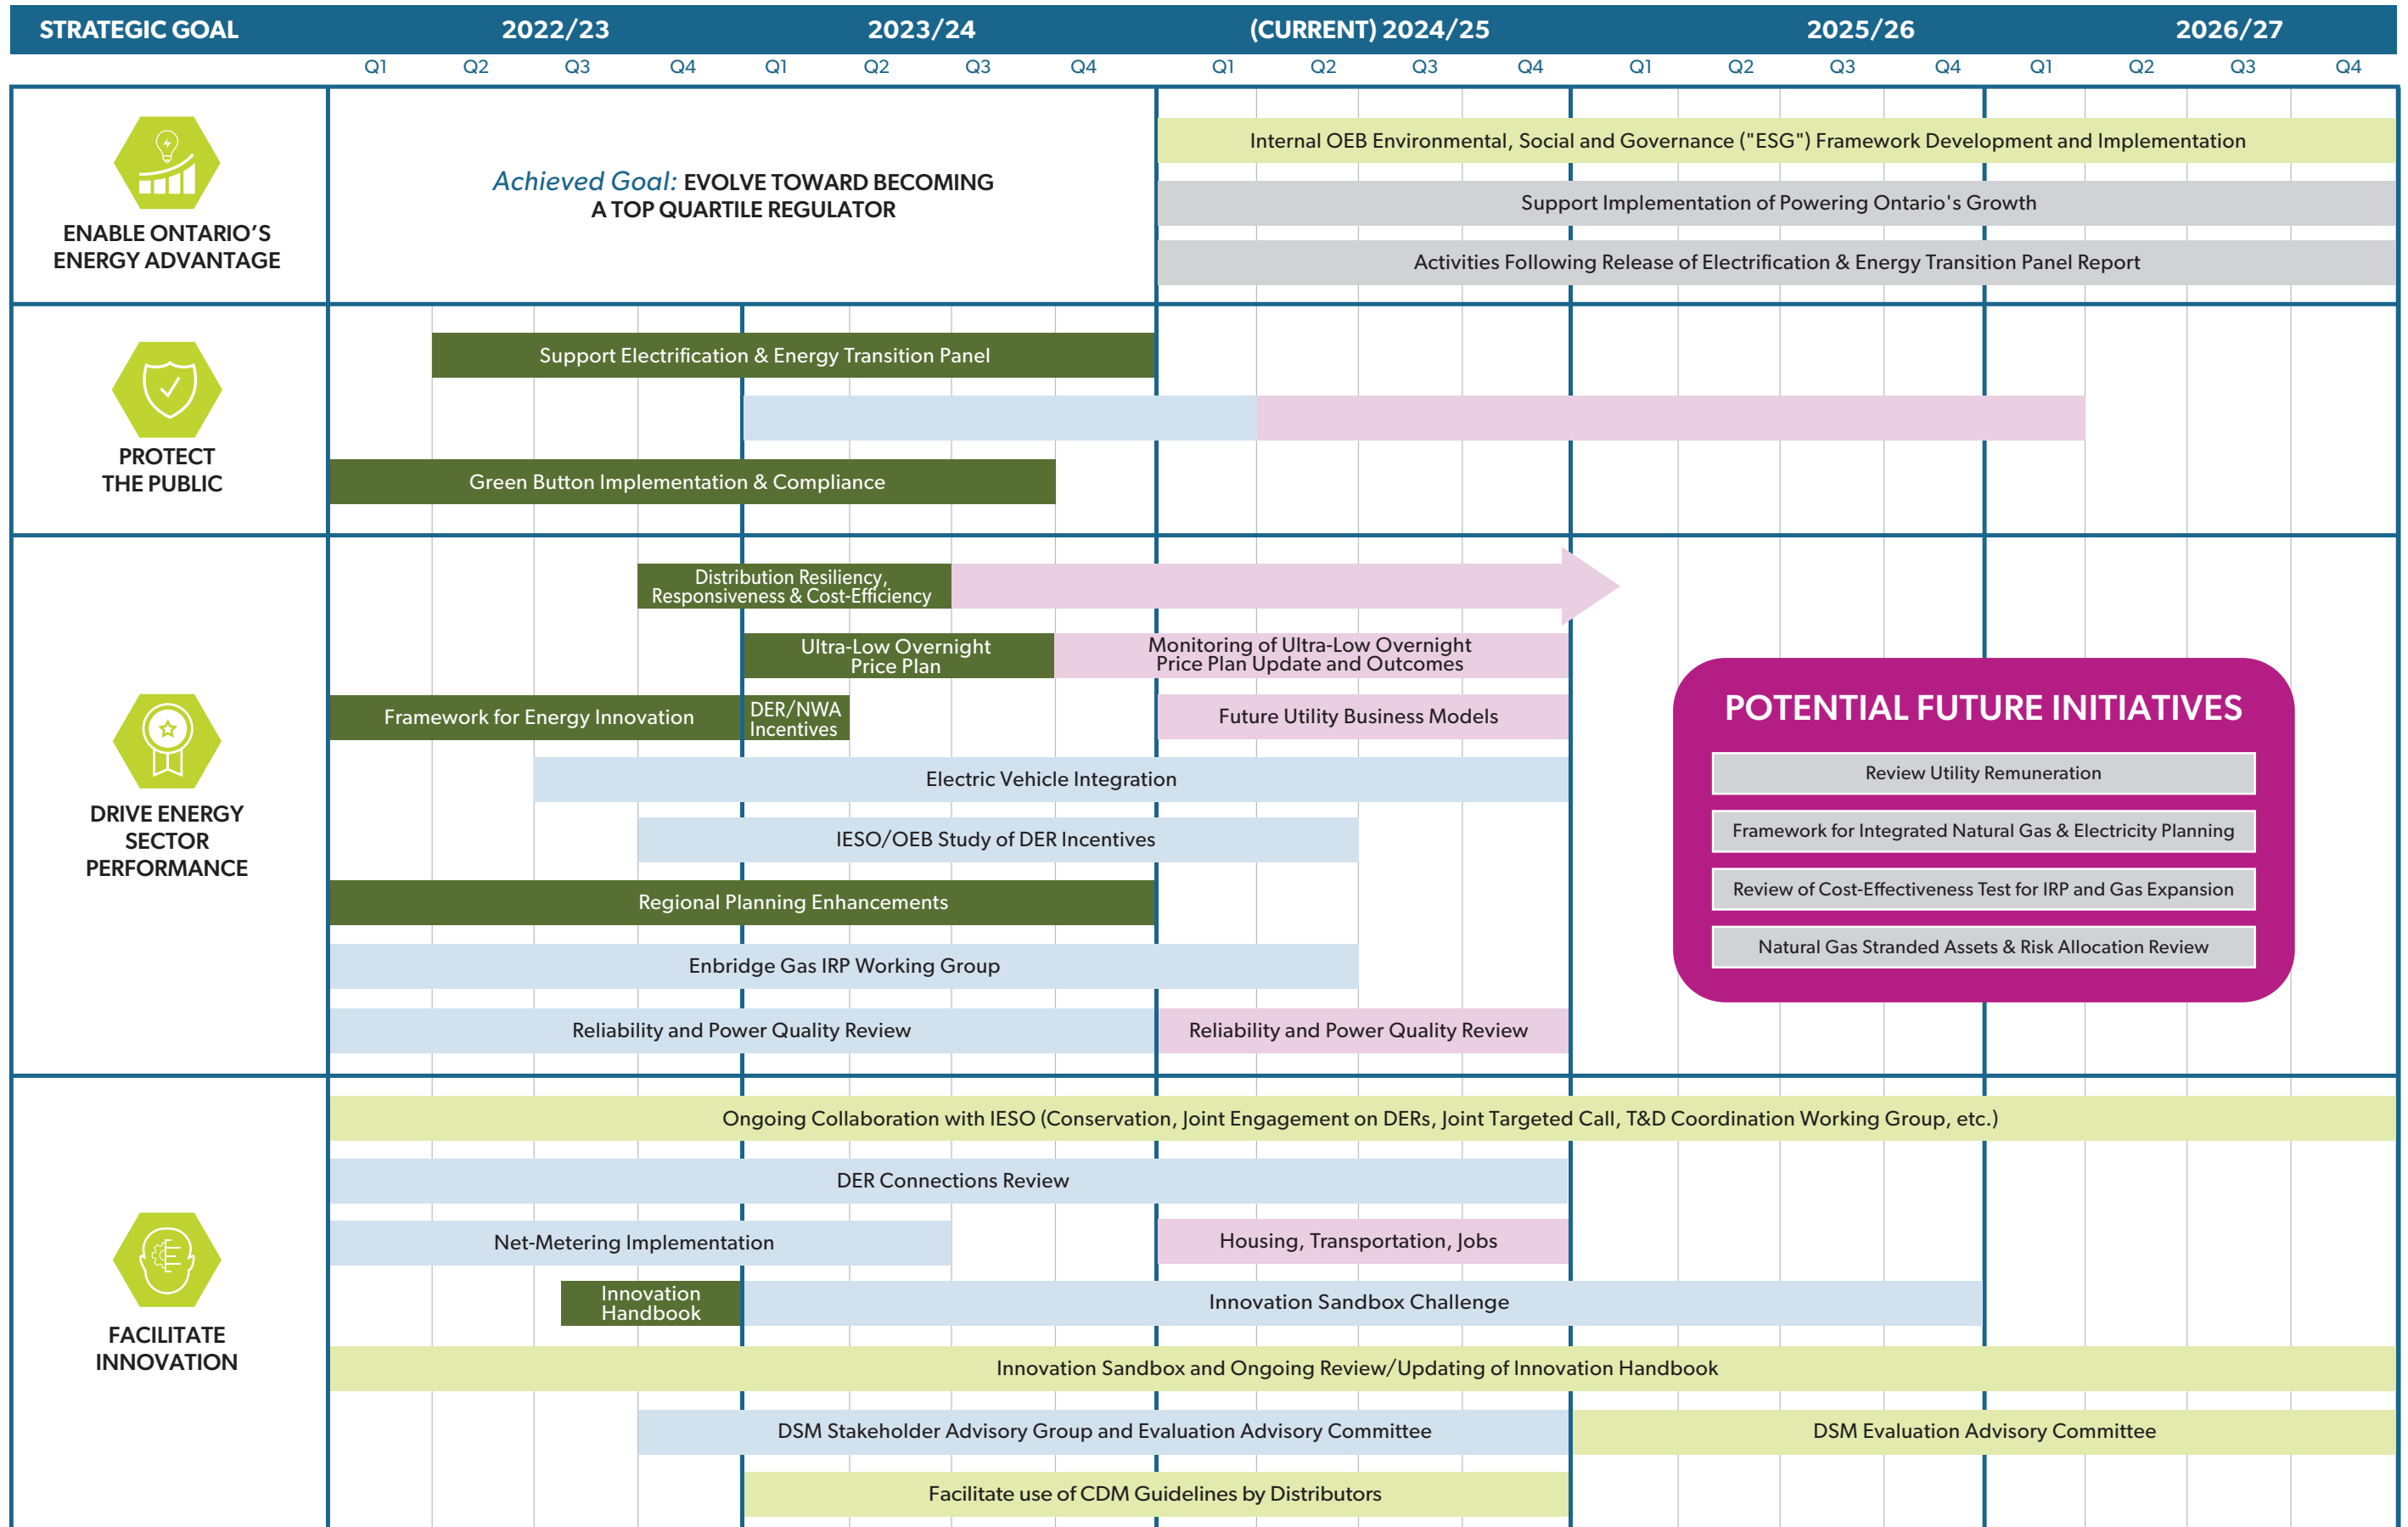 STRATEGIC GOAL 2022/23 2023/24 (CURRENT) 2024/25 2025/26 2026/27
Q1 Q2 Q3 Q4 Q1 Q2 Q3 Q4 Q1 Q2 Q3 Q4 Q1 Q2 Q3 Q4 Q1 Q2 Q3 Q4
ENABLE ONTARIO’S
ENERGY ADVANTAGE
Achieved Goal: EVOLVE TOWARD BECOMING
A TOP QUARTILE REGULATOR
Internal OEB Environmental, Social and Governance ("ESG") Framework Development and Implementation
Support Implementation of Powering Ontario's Growth
Activities Following Release of Electrification & Energy Transition Panel Report
PROTECT
THE PUBLIC
Support Electrification & Energy Transition Panel
Green Button Implementation & Compliance
DRIVE ENERGY
SECTOR
PERFORMANCE
Distribution Resiliency,
Responsiveness & Cost-Efficiency
Ultra-Low Overnight
Price Plan
Monitoring of Ultra-Low Overnight
Price Plan Update and Outcomes
Framework for Energy Innovation
DER/NWA
Incentives
Future Utility Business Models
Electric Vehicle Integration
IESO/OEB Study of DER Incentives
Regional Planning Enhancements
Enbridge Gas IRP Working Group
Reliability and Power Quality Review
Reliability and Power Quality Review
POTENTIAL FUTURE INITIATIVES
Review Utility Remuneration
Framework for Integrated Natural Gas & Electricity Planning
Review of Cost-Effectiveness Test for IRP and Gas Expansion
Natural Gas Stranded Assets & Risk Allocation Review
FACILITATE
INNOVATION
Ongoing Collaboration with IESO (Conservation, Joint Engagement on DERs, Joint Targeted Call, T&D Coordination Working Group, etc.)
DER Connections Review
Net-Metering Implementation
Housing, Transportation, Jobs
Innovation
Handbook
Innovation Sandbox Challenge
Innovation Sandbox and Ongoing Review/Updating of Innovation Handbook
DSM Stakeholder Advisory Group and Evaluation Advisory Committee
DSM Evaluation Advisory Committee
Facilitate use of CDM Guidelines by Distributors